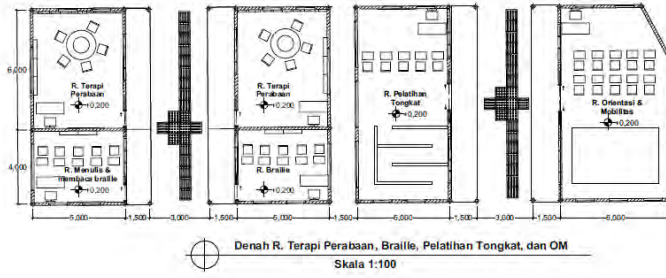 6,000
4,000
R. Terapi
Perabaan
+0,200
R. Menulis &
membaca braille
+0,200
R. Terapi
Perabaan
+0,200
R. Braille
+0,200
R. Pelatihan
Tongkat
+0,200
R. Orientasi &
Mobilitas
+0,200
5,000 1,500 3,000 1,500 5,000 1,500 5,000 1,500 3,000 1,500 6,000
Denah R. Terapi Perabaan, Braille, Pelatihan Tongkat, dan OM
Skala 1:100